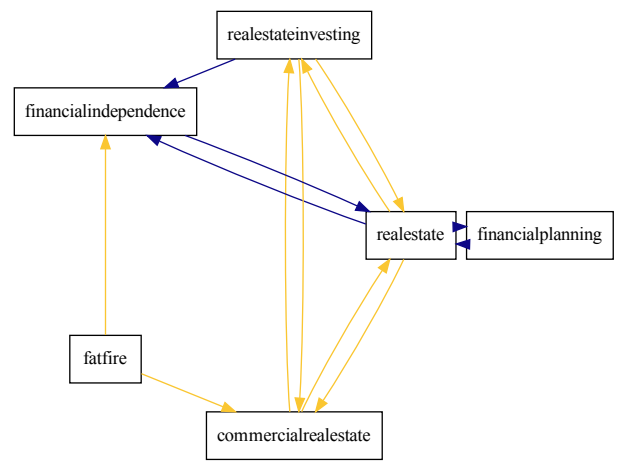 realestateinvesting
financialindependence
realestate
financialplanning
fatfire
commercialrealestate